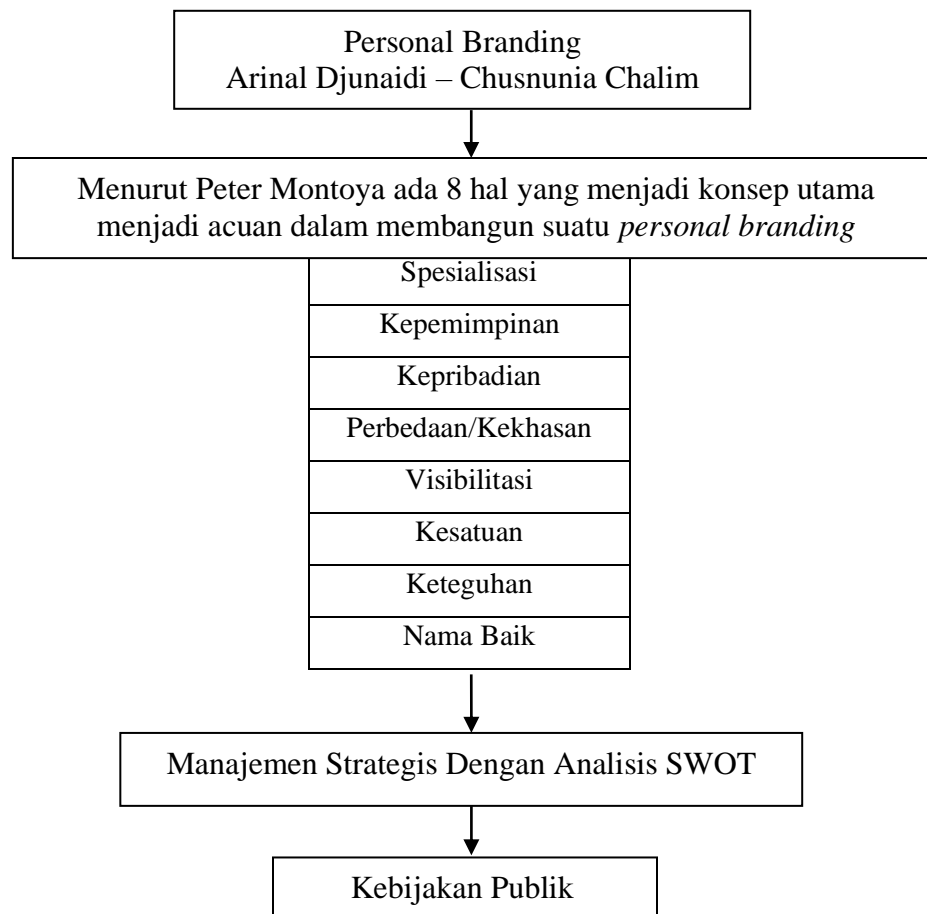 Personal Branding
Arinal Djunaidi – Chusnunia Chalim
Menurut Peter Montoya ada 8 hal yang menjadi konsep utama
menjadi acuan dalam membangun suatu personal branding
Spesialisasi
Kepemimpinan
Kepribadian
Perbedaan/Kekhasan
Visibilitasi
Kesatuan
Keteguhan
Nama Baik
Manajemen Strategis Dengan Analisis SWOT
Kebijakan Publik